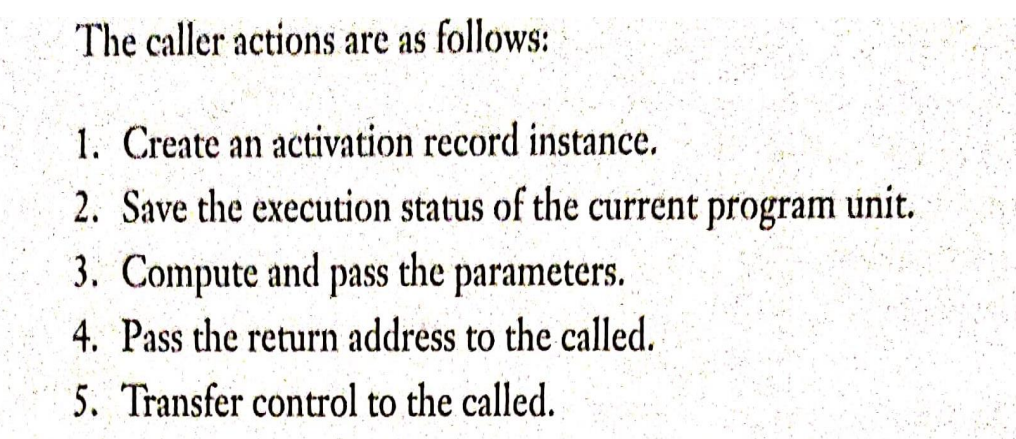 The caller actions are as follows:
1. Create an activation record instance.
2. Save the execution status of the current program unit.
3. Compute and pass the parameters.
4. Pass the return address to the called.
5. Transfer control to the called.